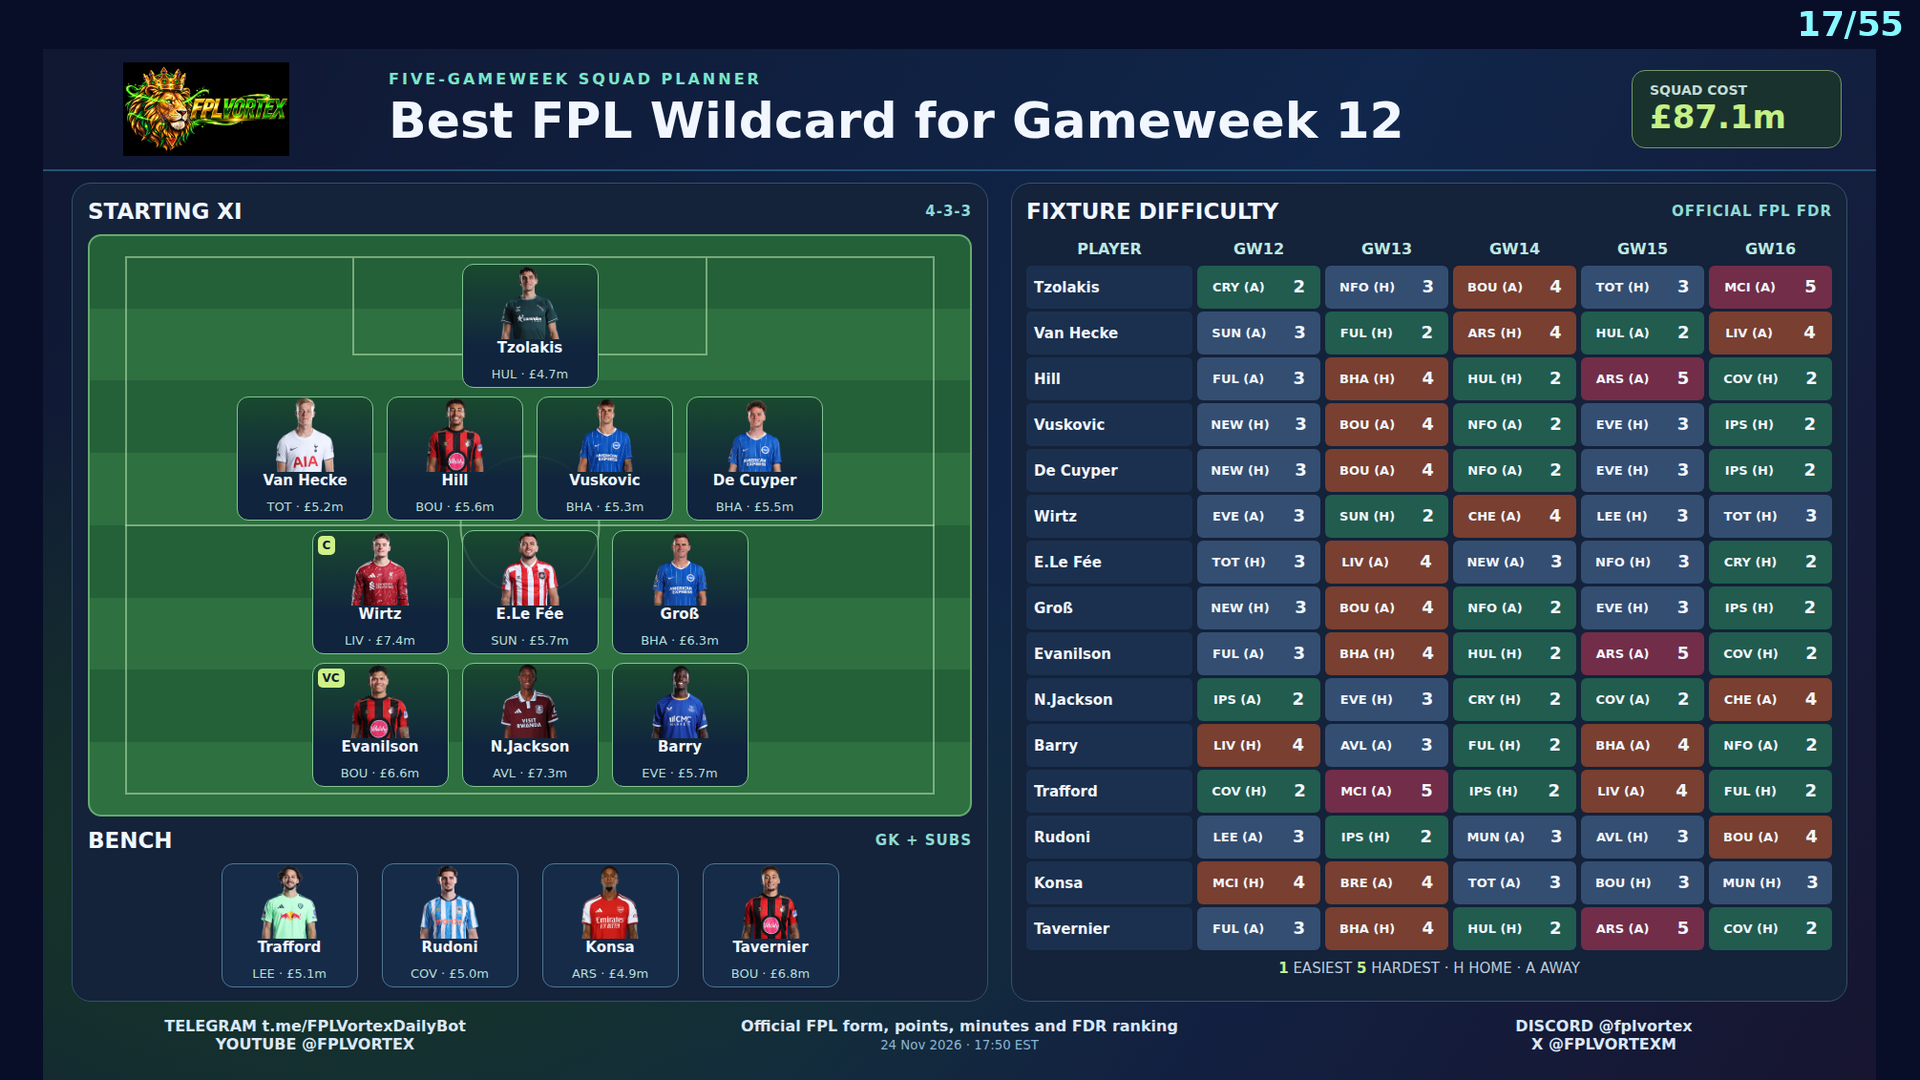 17/55
FPLVORTEX
FIVE-GAMEWEEK SQUAD PLANNER
Best FPL Wildcard for Gameweek 12
SQUAD COST
£87.1m
STARTING XI
4-3-3
Tzolakis
HUL · £4.7m
AIA
Van Hecke
TOT · £5.2m
Hill
BOU · £5.6m
AMERICAN EXPRESS
Vuskovic
BHA · £5.3m
AMERICAN EXPRESS
De Cuyper
BHA · £5.5m
C
Wirtz
LIV · £7.4m
E.Le Fée
SUN · £5.7m
AMERICAN EXPRESS
Groß
BHA · £6.3m
VC
Evanilson
BOU · £6.6m
VISIT RWANDA
N.Jackson
AVL · £7.3m
Barry
EVE · £5.7m
BENCH
GK + SUBS
Trafford
LEE · £5.1m
Rudoni
COV · £5.0m
Emirates
Konsa
ARS · £4.9m
Tavernier
BOU · £6.8m
FIXTURE DIFFICULTY
OFFICIAL FPL FDR
PLAYER GW12 GW13 GW14 GW15 GW16
Tzolakis CRY (A) 2 NFO (H) 3 BOU (A) 4 TOT (H) 3 MCI (A) 5
Van Hecke SUN (A) 3 FUL (H) 2 ARS (H) 4 HUL (A) 2 LIV (A) 4
Hill FUL (A) 3 BHA (H) 4 HUL (H) 2 ARS (A) 5 COV (H) 2
Vuskovic NEW (H) 3 BOU (A) 4 NFO (A) 2 EVE (H) 3 IPS (H) 2
De Cuyper NEW (H) 3 BOU (A) 4 NFO (A) 2 EVE (H) 3 IPS (H) 2
Wirtz EVE (A) 3 SUN (H) 2 CHE (A) 4 LEE (H) 3 TOT (H) 3
E.Le Fée TOT (H) 3 LIV (A) 4 NEW (A) 3 NFO (H) 3 CRY (H) 2
Groß NEW (H) 3 BOU (A) 4 NFO (A) 2 EVE (H) 3 IPS (H) 2
Evanilson FUL (A) 3 BHA (H) 4 HUL (H) 2 ARS (A) 5 COV (H) 2
N.Jackson IPS (A) 2 EVE (H) 3 CRY (H) 2 COV (A) 2 CHE (A) 4
Barry LIV (H) 4 AVL (A) 3 FUL (H) 2 BHA (A) 4 NFO (A) 2
Trafford COV (H) 2 MCI (A) 5 IPS (H) 2 LIV (A) 4 FUL (H) 2
Rudoni LEE (A) 3 IPS (H) 2 MUN (A) 3 AVL (H) 3 BOU (A) 4
Konsa MCI (H) 4 BRE (A) 4 TOT (A) 3 BOU (H) 3 MUN (H) 3
Tavernier FUL (A) 3 BHA (H) 4 HUL (H) 2 ARS (A) 5 COV (H) 2
1 EASIEST 5 HARDEST · H HOME · A AWAY
TELEGRAM t.me/FPLVortexDailyBot
YOUTUBE @FPLVORTEX
Official FPL form, points, minutes and FDR ranking
24 Nov 2026 · 17:50 EST
DISCORD @fplvortex
X @FPLVORTEXM